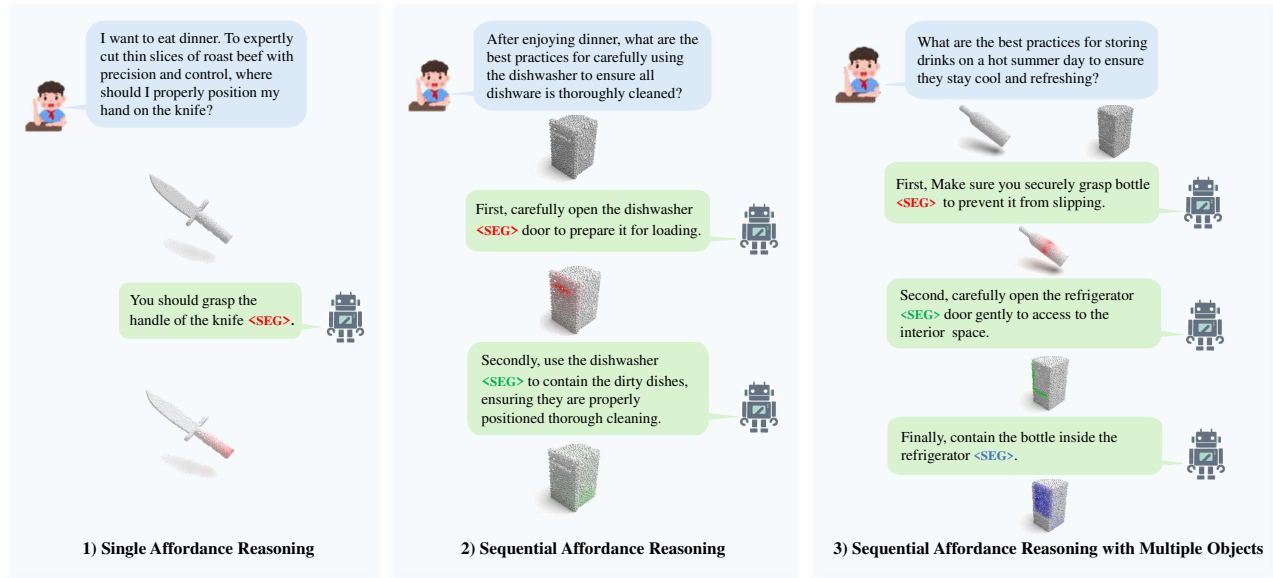 I want to eat dinner. To expertly
cut thin slices of roast beef with
precision and control, where
should I properly position my
hand on the knife?
You should grasp the
handle of the knife <SEG>.
1) Single Affordance Reasoning
After enjoying dinner, what are the
best practices for carefully using
the dishwasher to ensure all
dishware is thoroughly cleaned?
First, carefully open the dishwasher
<SEG> door to prepare it for loading.
Secondly, use the dishwasher
<SEG> to contain the dirty dishes,
ensuring they are properly
positioned thorough cleaning.
2) Sequential Affordance Reasoning
What are the best practices for storing
drinks on a hot summer day to ensure
they stay cool and refreshing?
First, Make sure you securely grasp bottle
<SEG> to prevent it from slipping.
Second, carefully open the refrigerator
<SEG> door gently to access to the
interior space.
Finally, contain the bottle inside the
refrigerator <SEG>.
3) Sequential Affordance Reasoning with Multiple Objects